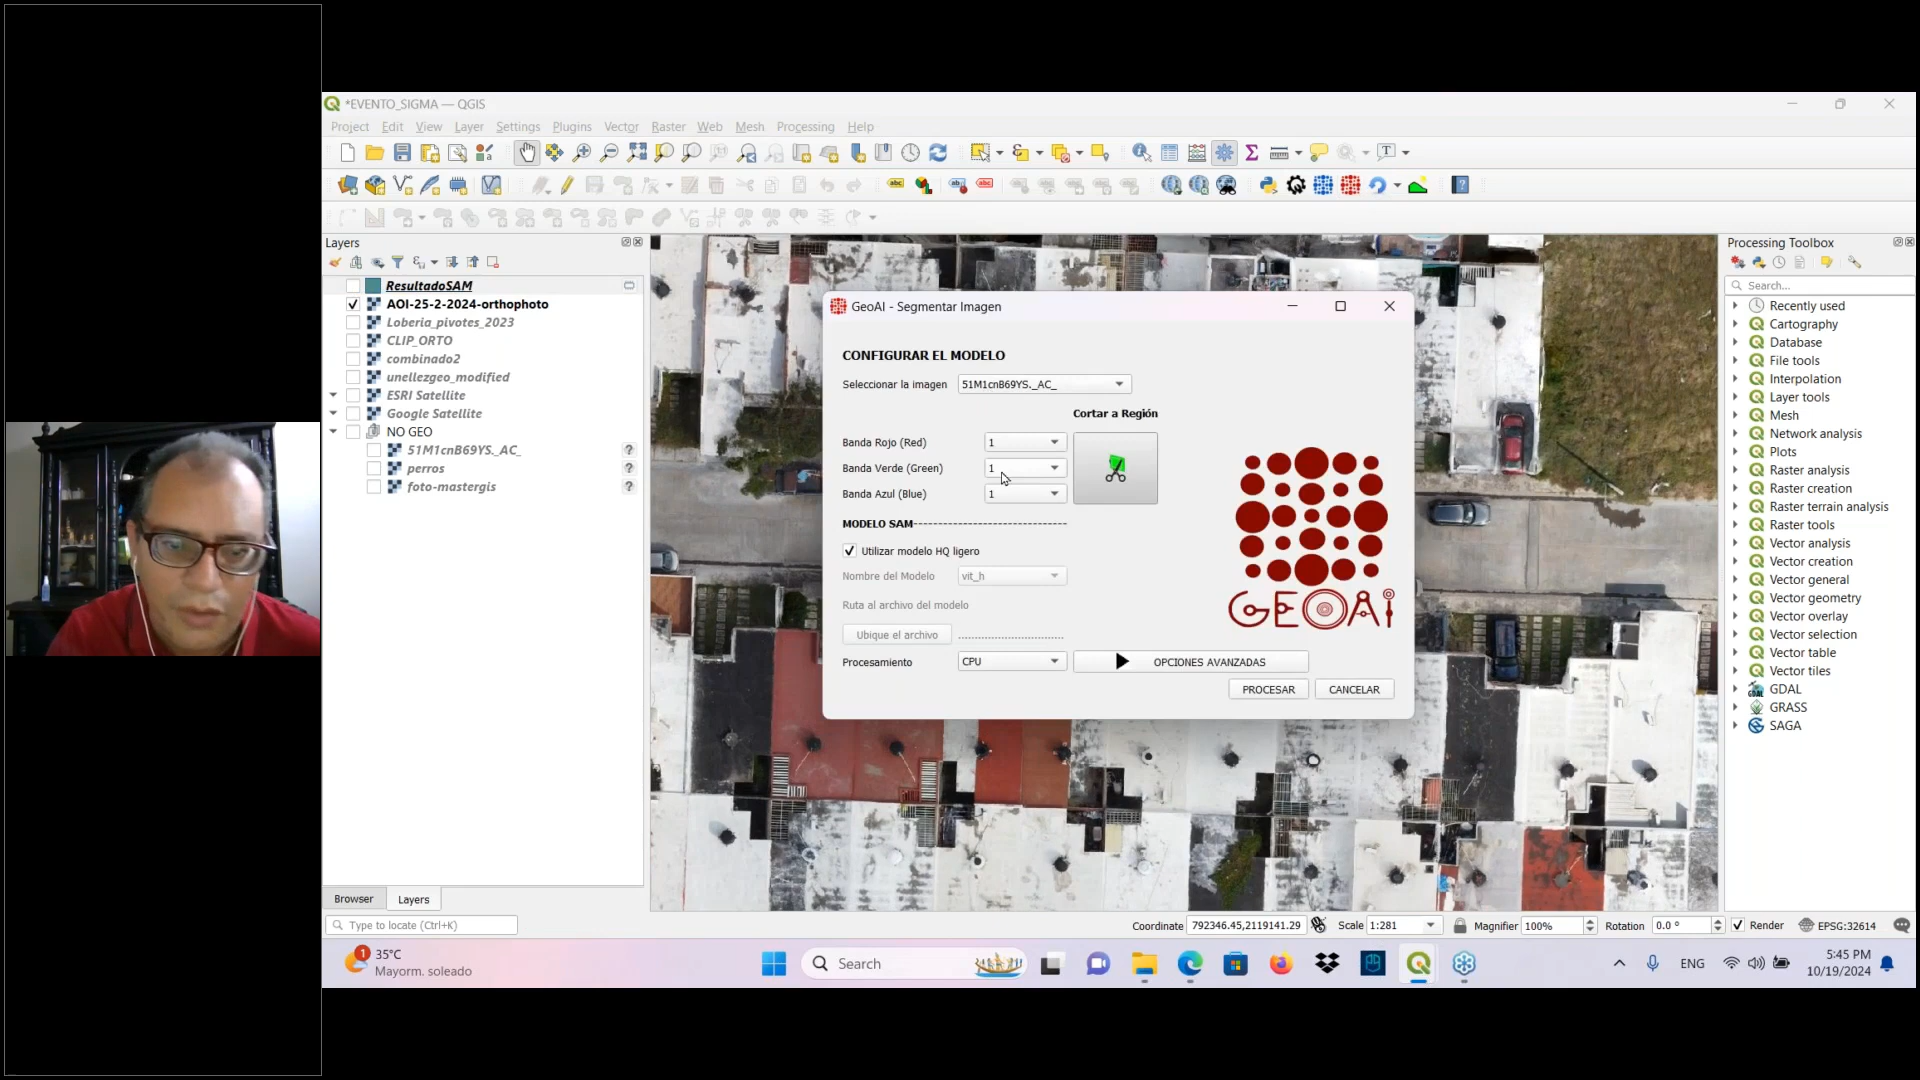 *EVENTO_SIGMA — QGIS
Project Edit View Layer Settings Plugins Vector Raster Web Mesh Processing Help
Layers
ResultadoSAM
AOI-25-2-2024-orthophoto
Loberia_pivotes_2023
CLIP_ORTO
combinado2
unellezgeo_modified
ESRI Satellite
Google Satellite
NO GEO
51M1cnB69YS._AC_
perros
foto-mastergis
Browser Layers
GeoAI - Segmentar Imagen
CONFIGURAR EL MODELO
Seleccionar la imagen 51M1cnB69YS._AC_
Cortar a Región
Banda Rojo (Red) 1
Banda Verde (Green) 1
Banda Azul (Blue) 1
MODELO SAM--------------------------------
Utilizar modelo HQ ligero
Nombre del Modelo vit_h
Ruta al archivo del modelo
Ubique el archivo ............................
Procesamiento CPU OPCIONES AVANZADAS
PROCESAR CANCELAR
GEOAi
Processing Toolbox
Search...
Recently used
Cartography
Database
File tools
Interpolation
Layer tools
Mesh
Network analysis
Plots
Raster analysis
Raster creation
Raster terrain analysis
Raster tools
Vector analysis
Vector creation
Vector general
Vector geometry
Vector overlay
Vector selection
Vector table
Vector tiles
GDAL
GRASS
SAGA
Type to locate (Ctrl+K) Coordinate 792346.45,2119141.29 Scale 1:281 Magnifier 100% Rotation 0.0 ° Render EPSG:32614
1 35°C
Mayorm. soleado
Search
ENG
5:45 PM
10/19/2024